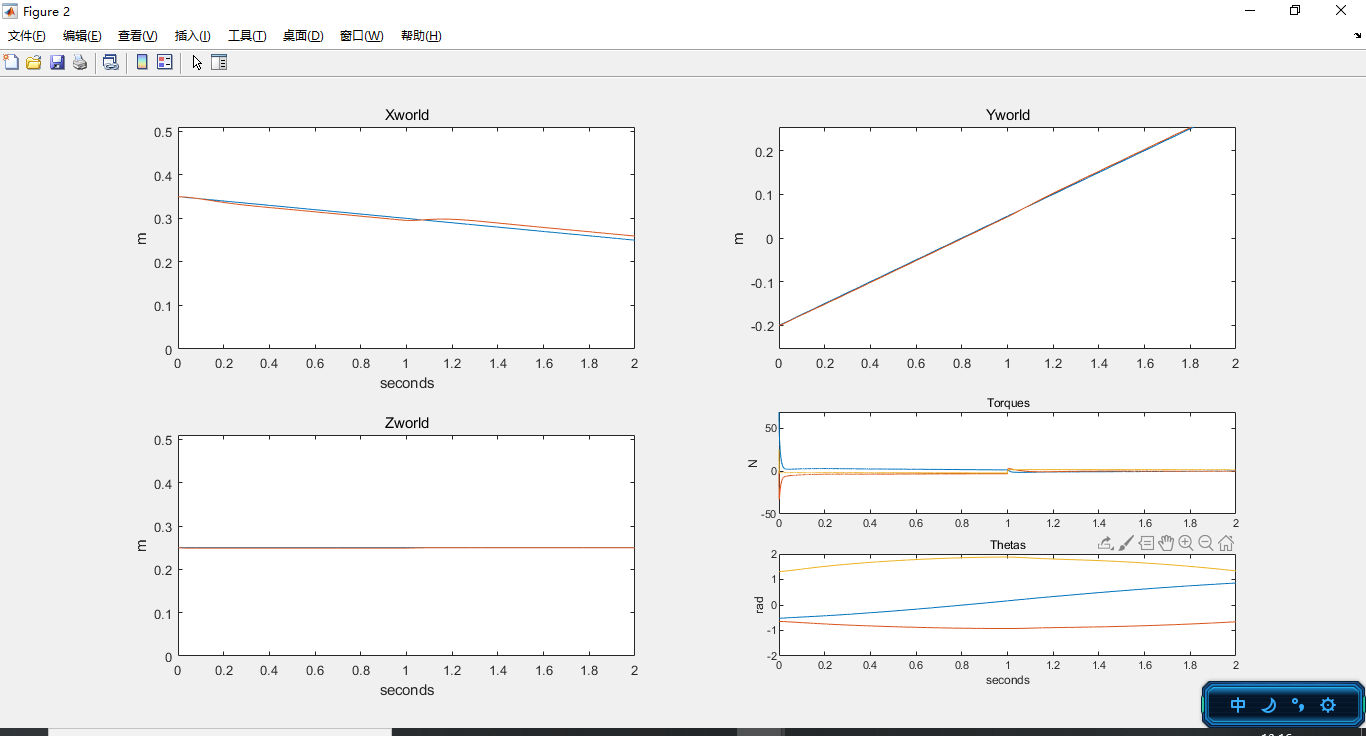 Figure 2
文件(F) 编辑(E) 查看(V) 插入(I) 工具(T) 桌面(D) 窗口(W) 帮助(H)
Xworld
0.5
0.4
0.3
0.2
0.1
0
m
0 0.2 0.4 0.6 0.8 1 1.2 1.4 1.6 1.8 2
seconds
Yworld
0.2
0.1
0
-0.1
-0.2
m
0 0.2 0.4 0.6 0.8 1 1.2 1.4 1.6 1.8 2
Zworld
0.5
0.4
0.3
0.2
0.1
0
m
0 0.2 0.4 0.6 0.8 1 1.2 1.4 1.6 1.8 2
seconds
Torques
50
0
-50
N
0 0.2 0.4 0.6 0.8 1 1.2 1.4 1.6 1.8 2
Thetas
2
1
0
-1
-2
rad
0 0.2 0.4 0.6 0.8 1 1.2 1.4 1.6 1.8 2
seconds
中